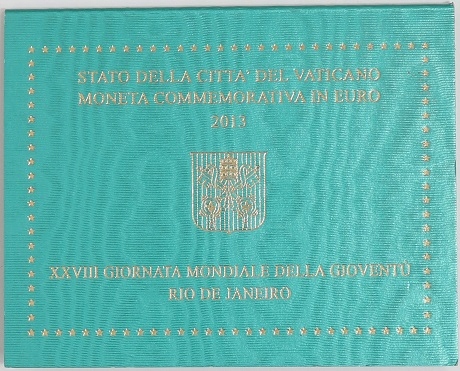 STATO DELLA CITTA' DEL VATICANO
MONETA COMMEMORATIVA IN EURO
2013
XXVIII GIORNATA MONDIALE DELLA GIOVENTÙ
RIO DE JANEIRO